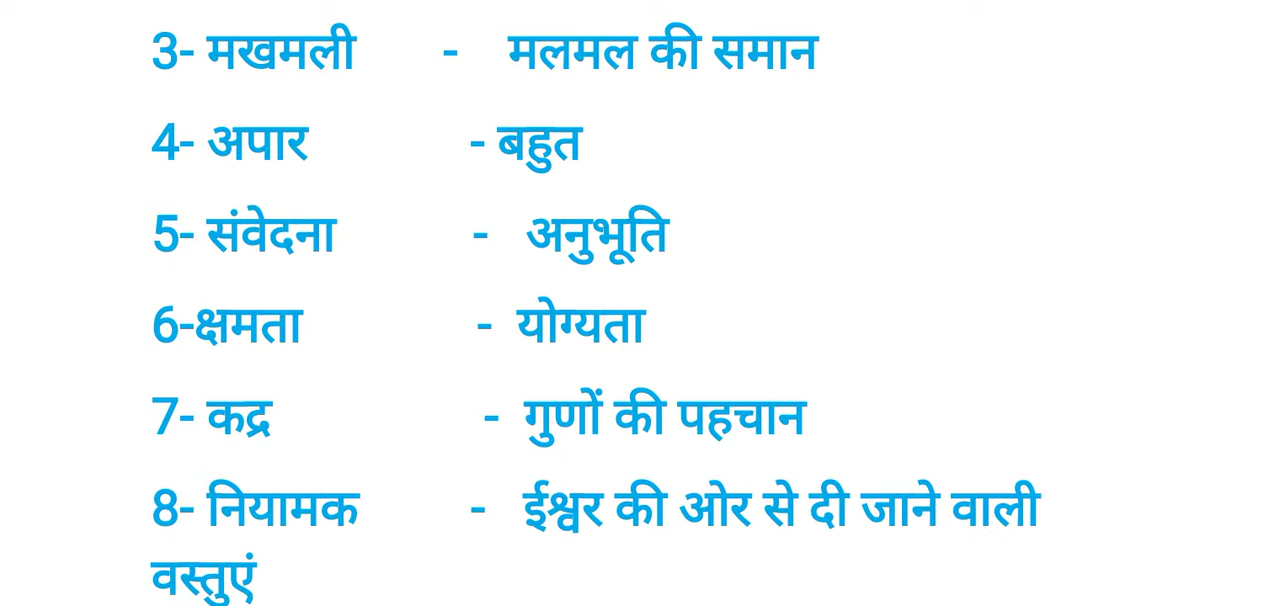 3- मखमली - मलमल की समान
4- अपार - बहुत
5- संवेदना - अनुभूति
6-क्षमता - योग्यता
7- कद्र - गुणों की पहचान
8- नियामक - ईश्वर की ओर से दी जाने वाली
वस्तुएं